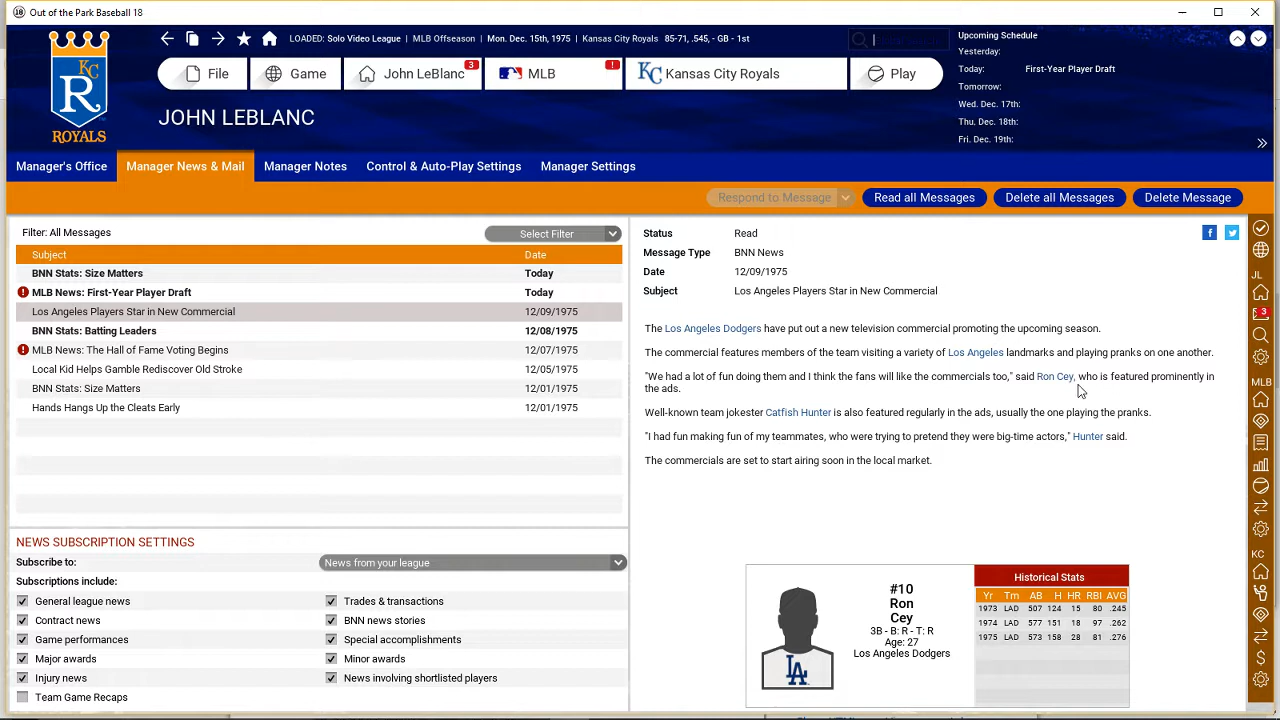 18 Out of the Park Baseball 18
LOADED: Solo Video League | MLB Offseason | Mon. Dec. 15th, 1975 | Kansas City Royals 85-71, .545, - GB - 1st
Upcoming Schedule
Yesterday:
Today: First-Year Player Draft
Tomorrow:
Wed. Dec. 17th:
Thu. Dec. 18th:
Fri. Dec. 19th:
KC
R
ROYALS
File
Game
John LeBlanc 3
MLB !
KC Kansas City Royals
Play
JOHN LEBLANC
Manager's Office
Manager News & Mail
Manager Notes
Control & Auto-Play Settings
Manager Settings
Respond to Message
Read all Messages
Delete all Messages
Delete Message
Filter: All Messages
Select Filter
Subject Date
BNN Stats: Size Matters Today
! MLB News: First-Year Player Draft Today
Los Angeles Players Star in New Commercial 12/09/1975
BNN Stats: Batting Leaders 12/08/1975
! MLB News: The Hall of Fame Voting Begins 12/07/1975
Local Kid Helps Gamble Rediscover Old Stroke 12/05/1975
BNN Stats: Size Matters 12/01/1975
Hands Hangs Up the Cleats Early 12/01/1975
NEWS SUBSCRIPTION SETTINGS
Subscribe to: News from your league
Subscriptions include:
General league news Trades & transactions
Contract news BNN news stories
Game performances Special accomplishments
Major awards Minor awards
Injury news News involving shortlisted players
Team Game Recaps
Status Read
Message Type BNN News
Date 12/09/1975
Subject Los Angeles Players Star in New Commercial
The Los Angeles Dodgers have put out a new television commercial promoting the upcoming season.
The commercial features members of the team visiting a variety of Los Angeles landmarks and playing pranks on one another.
"We had a lot of fun doing them and I think the fans will like the commercials too," said Ron Cey, who is featured prominently in
the ads.
Well-known team jokester Catfish Hunter is also featured regularly in the ads, usually the one playing the pranks.
"I had fun making fun of my teammates, who were trying to pretend they were big-time actors," Hunter said.
The commercials are set to start airing soon in the local market.
LA
#10
Ron
Cey
3B - B: R - T: R
Age: 27
Los Angeles Dodgers
Historical Stats
Yr Tm AB H HR RBI AVG
1973 LAD 507 124 15 80 .245
1974 LAD 577 151 18 97 .262
1975 LAD 573 158 28 81 .276
JL
3
MLB
KC